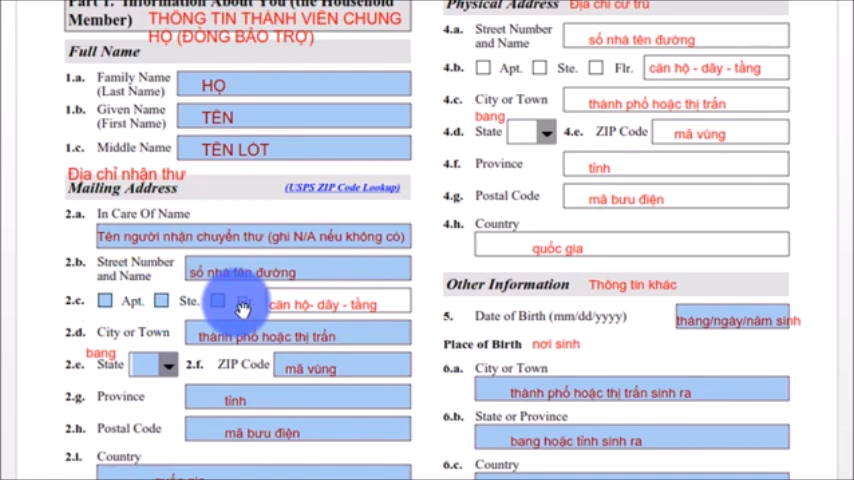 Part 1. Information About You (the Household
Member) THÔNG TIN THÀNH VIÊN CHUNG
HỘ (ĐỒNG BẢO TRỢ)
Full Name
1.a. Family Name
(Last Name) HỌ
1.b. Given Name
(First Name) TÊN
1.c. Middle Name TÊN LÓT
Địa chỉ nhận thư
Mailing Address (USPS ZIP Code Lookup)
2.a. In Care Of Name
Tên người nhận chuyển thư (ghi N/A nếu không có)
2.b. Street Number
and Name số nhà tên đường
2.c. Apt. Ste. Flr. căn hộ- dãy - tầng
2.d. City or Town thành phố hoặc thị trấn
bang
2.e. State 2.f. ZIP Code mã vùng
2.g. Province tỉnh
2.h. Postal Code mã bưu điện
2.i. Country
quốc gia
Physical Address Địa chỉ cư trú
4.a. Street Number
and Name số nhà tên đường
4.b. Apt. Ste. Flr. căn hộ - dãy - tầng
4.c. City or Town thành phố hoặc thị trấn
bang
4.d. State 4.e. ZIP Code mã vùng
4.f. Province tỉnh
4.g. Postal Code mã bưu điện
4.h. Country
quốc gia
Other Information Thông tin khác
5. Date of Birth (mm/dd/yyyy) tháng/ngày/năm sinh
Place of Birth nơi sinh
6.a. City or Town
thành phố hoặc thị trấn sinh ra
6.b. State or Province
bang hoặc tỉnh sinh ra
6.c. Country